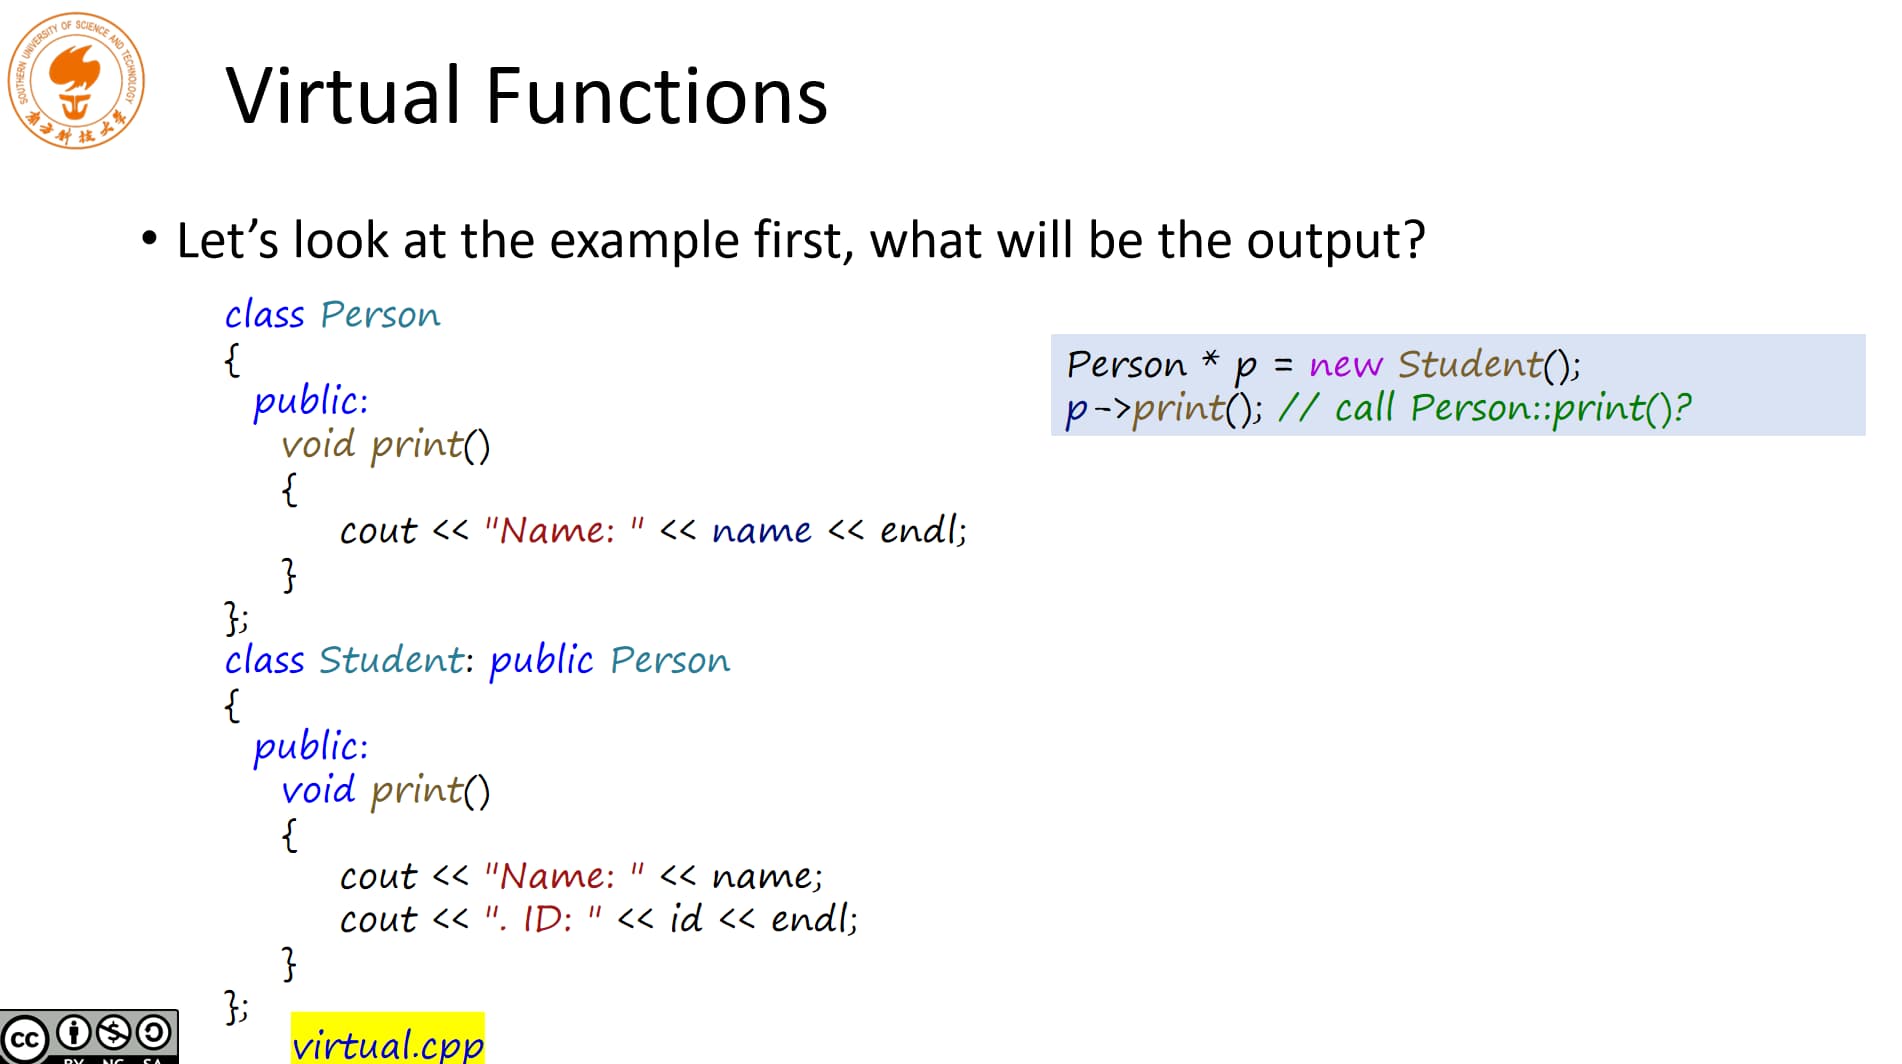 SOUTHERN UNIVERSITY OF SCIENCE AND TECHNOLOGY
南方科技大学
Virtual Functions
• Let’s look at the example first, what will be the output?
class Person
{
public:
void print()
{
cout << "Name: " << name << endl;
}
};
class Student: public Person
{
public:
void print()
{
cout << "Name: " << name;
cout << ". ID: " << id << endl;
}
};
Person * p = new Student();
p->print(); // call Person::print()?
virtual.cpp
cc
BY NC SA